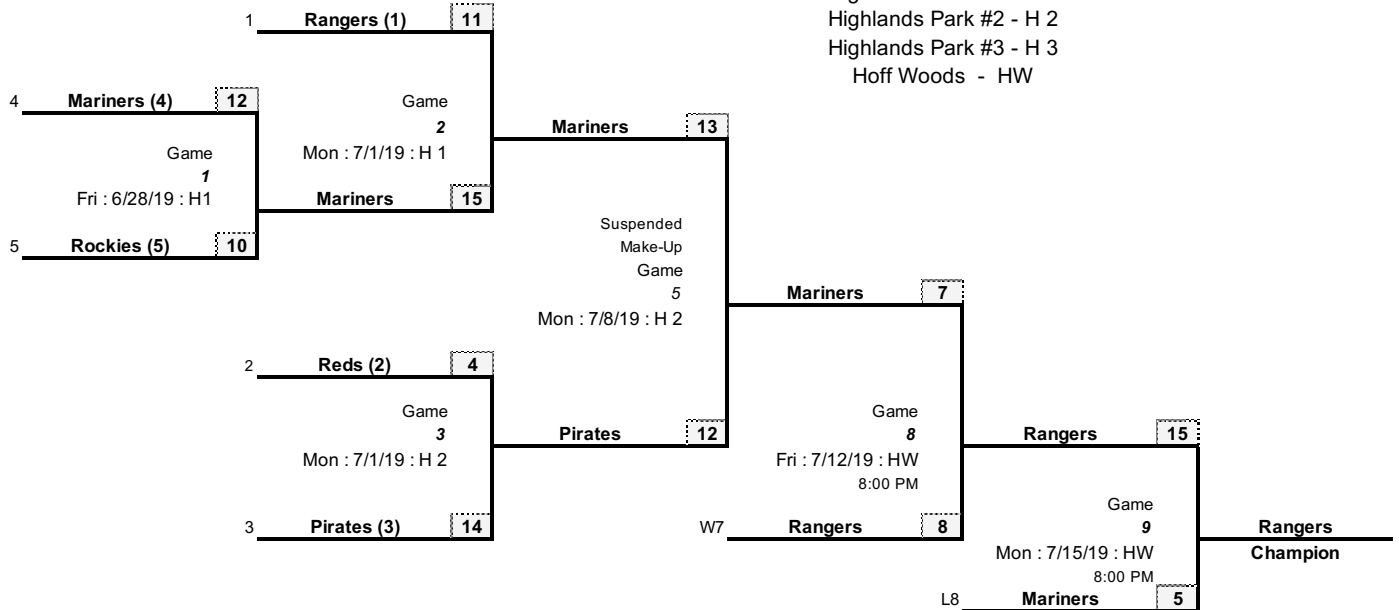 Highlands Park #2 - H 2
Highlands Park #3 - H 3
Hoff Woods - HW
1 Rangers (1) 11
4 Mariners (4) 12
Game
1
Fri : 6/28/19 : H1
5 Rockies (5) 10
Game
2
Mon : 7/1/19 : H 1
Mariners 15
Mariners 13
Suspended
Make-Up
Game
5
Mon : 7/8/19 : H 2
2 Reds (2) 4
Game
3
Mon : 7/1/19 : H 2
3 Pirates (3) 14
Pirates 12
Mariners 7
Game
8
Fri : 7/12/19 : HW
8:00 PM
W7 Rangers 8
Rangers 15
Game
9
Mon : 7/15/19 : HW
8:00 PM
L8 Mariners 5
Rangers
Champion